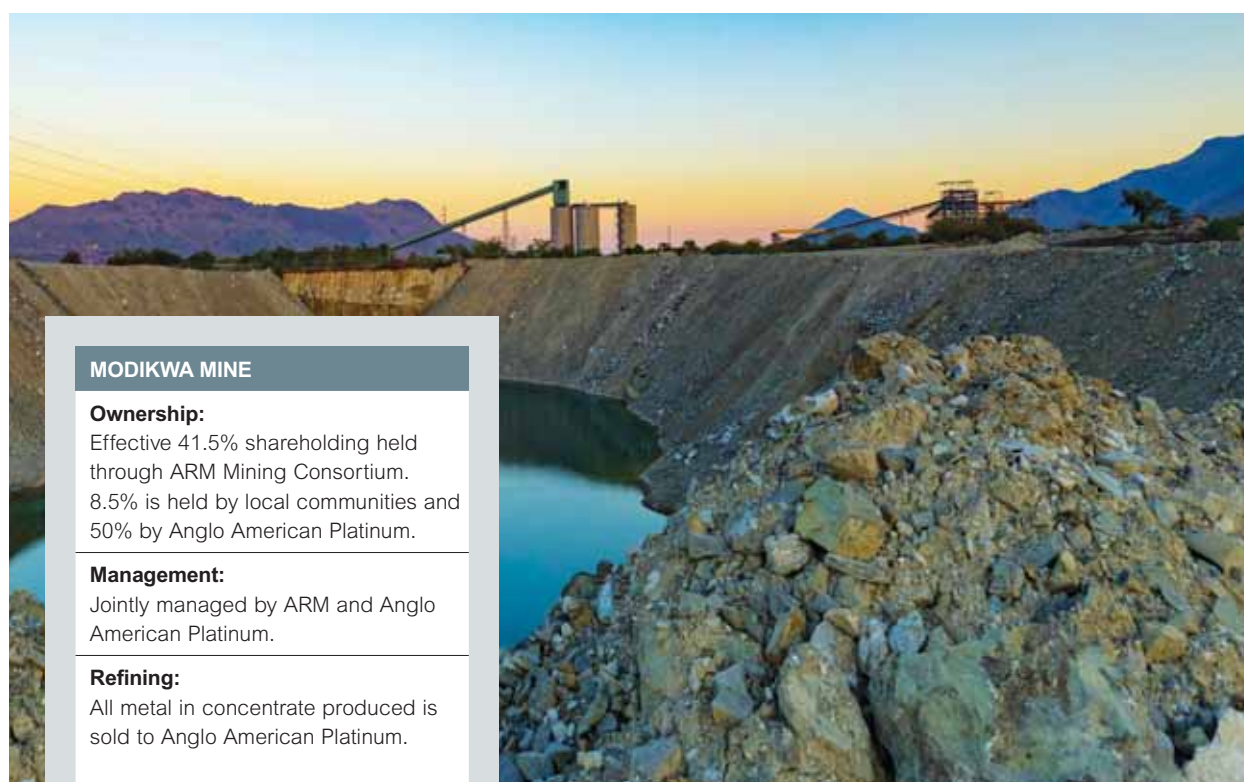 MODIKWA MINE
Ownership:
Effective 41.5% shareholding held
through ARM Mining Consortium.
8.5% is held by local communities and
50% by Anglo American Platinum.
Management:
Jointly managed by ARM and Anglo
American Platinum.
Refining:
All metal in concentrate produced is
sold to Anglo American Platinum.